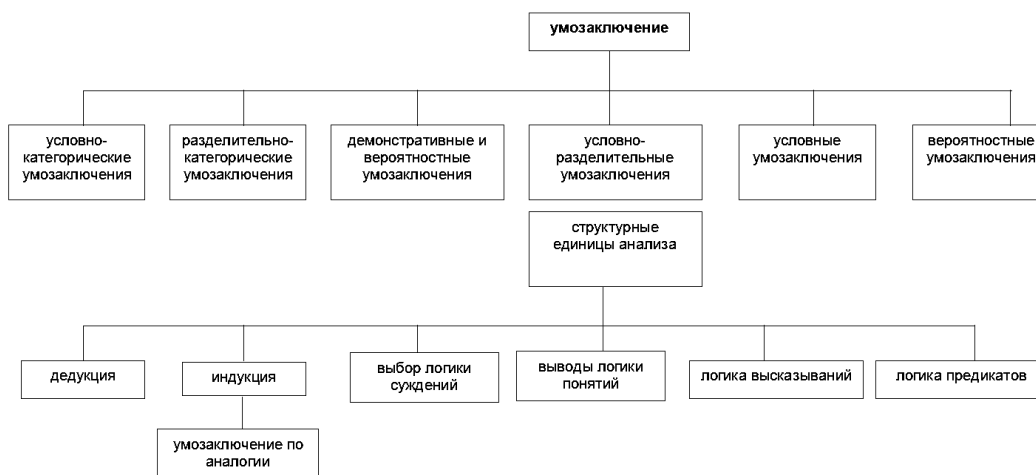 умозаключение
условно-
категорические
умозаключения
разделительно-
категорические
умозаключения
демонстративные и
вероятностные
умозаключения
условно-
разделительные
умозаключения
условные
умозаключения
вероятностные
умозаключения
структурные
единицы анализа
дедукция
индукция
выбор логики
суждений
выводы логики
понятий
логика высказываний
логика предикатов
умозаключение по
аналогии